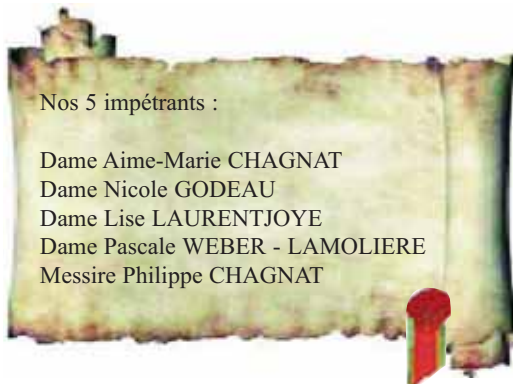 Nos 5 impétrants :
Dame Aime-Marie CHAGNAT
Dame Nicole GODEAU
Dame Lise LAURENTJOYE
Dame Pascale WEBER - LAMOLIERE
Messire Philippe CHAGNAT